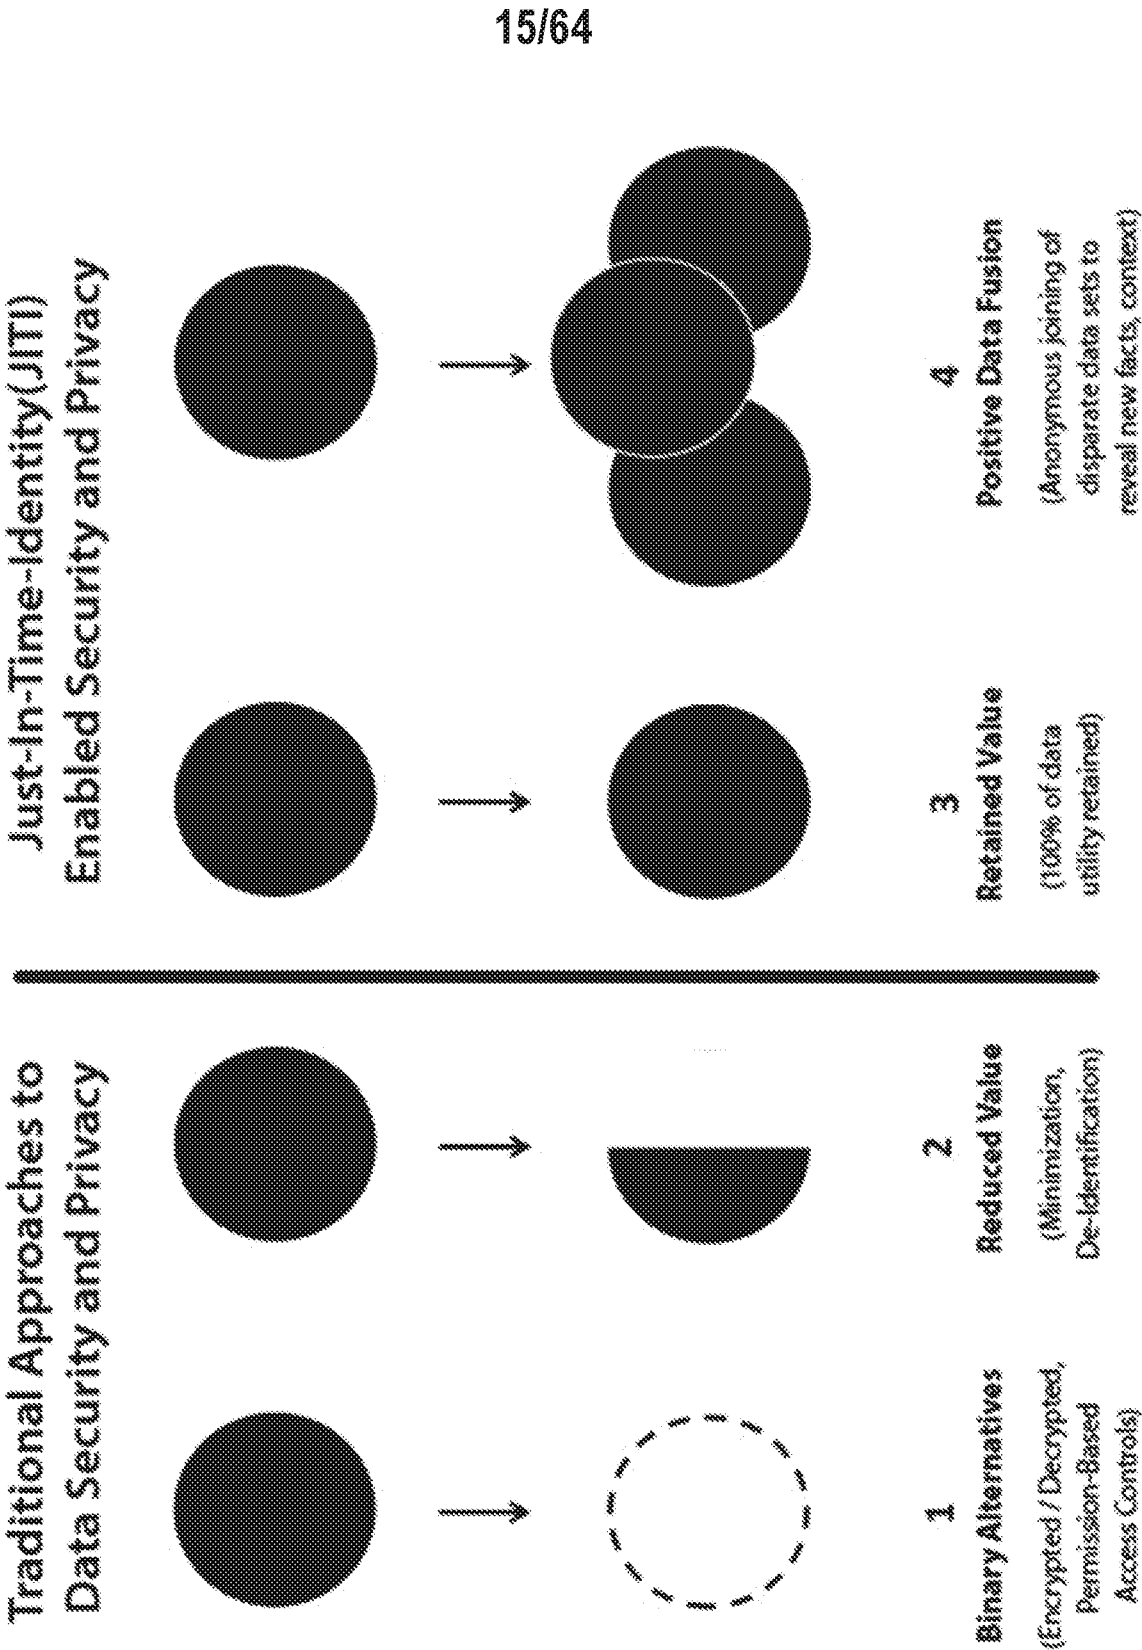 15/64
Traditional Approaches to
Data Security and Privacy
Just-In-Time-Identity(JITI)
Enabled Security and Privacy
1
Binary Alternatives
(Encrypted / Decrypted,
Permission-Based
Access Controls)
2
Reduced Value
(Minimization,
De-Identification)
3
Retained Value
(100% of data
utility retained)
4
Positive Data Fusion
(Anonymous joining of
disparate data sets to
reveal new facts, context)